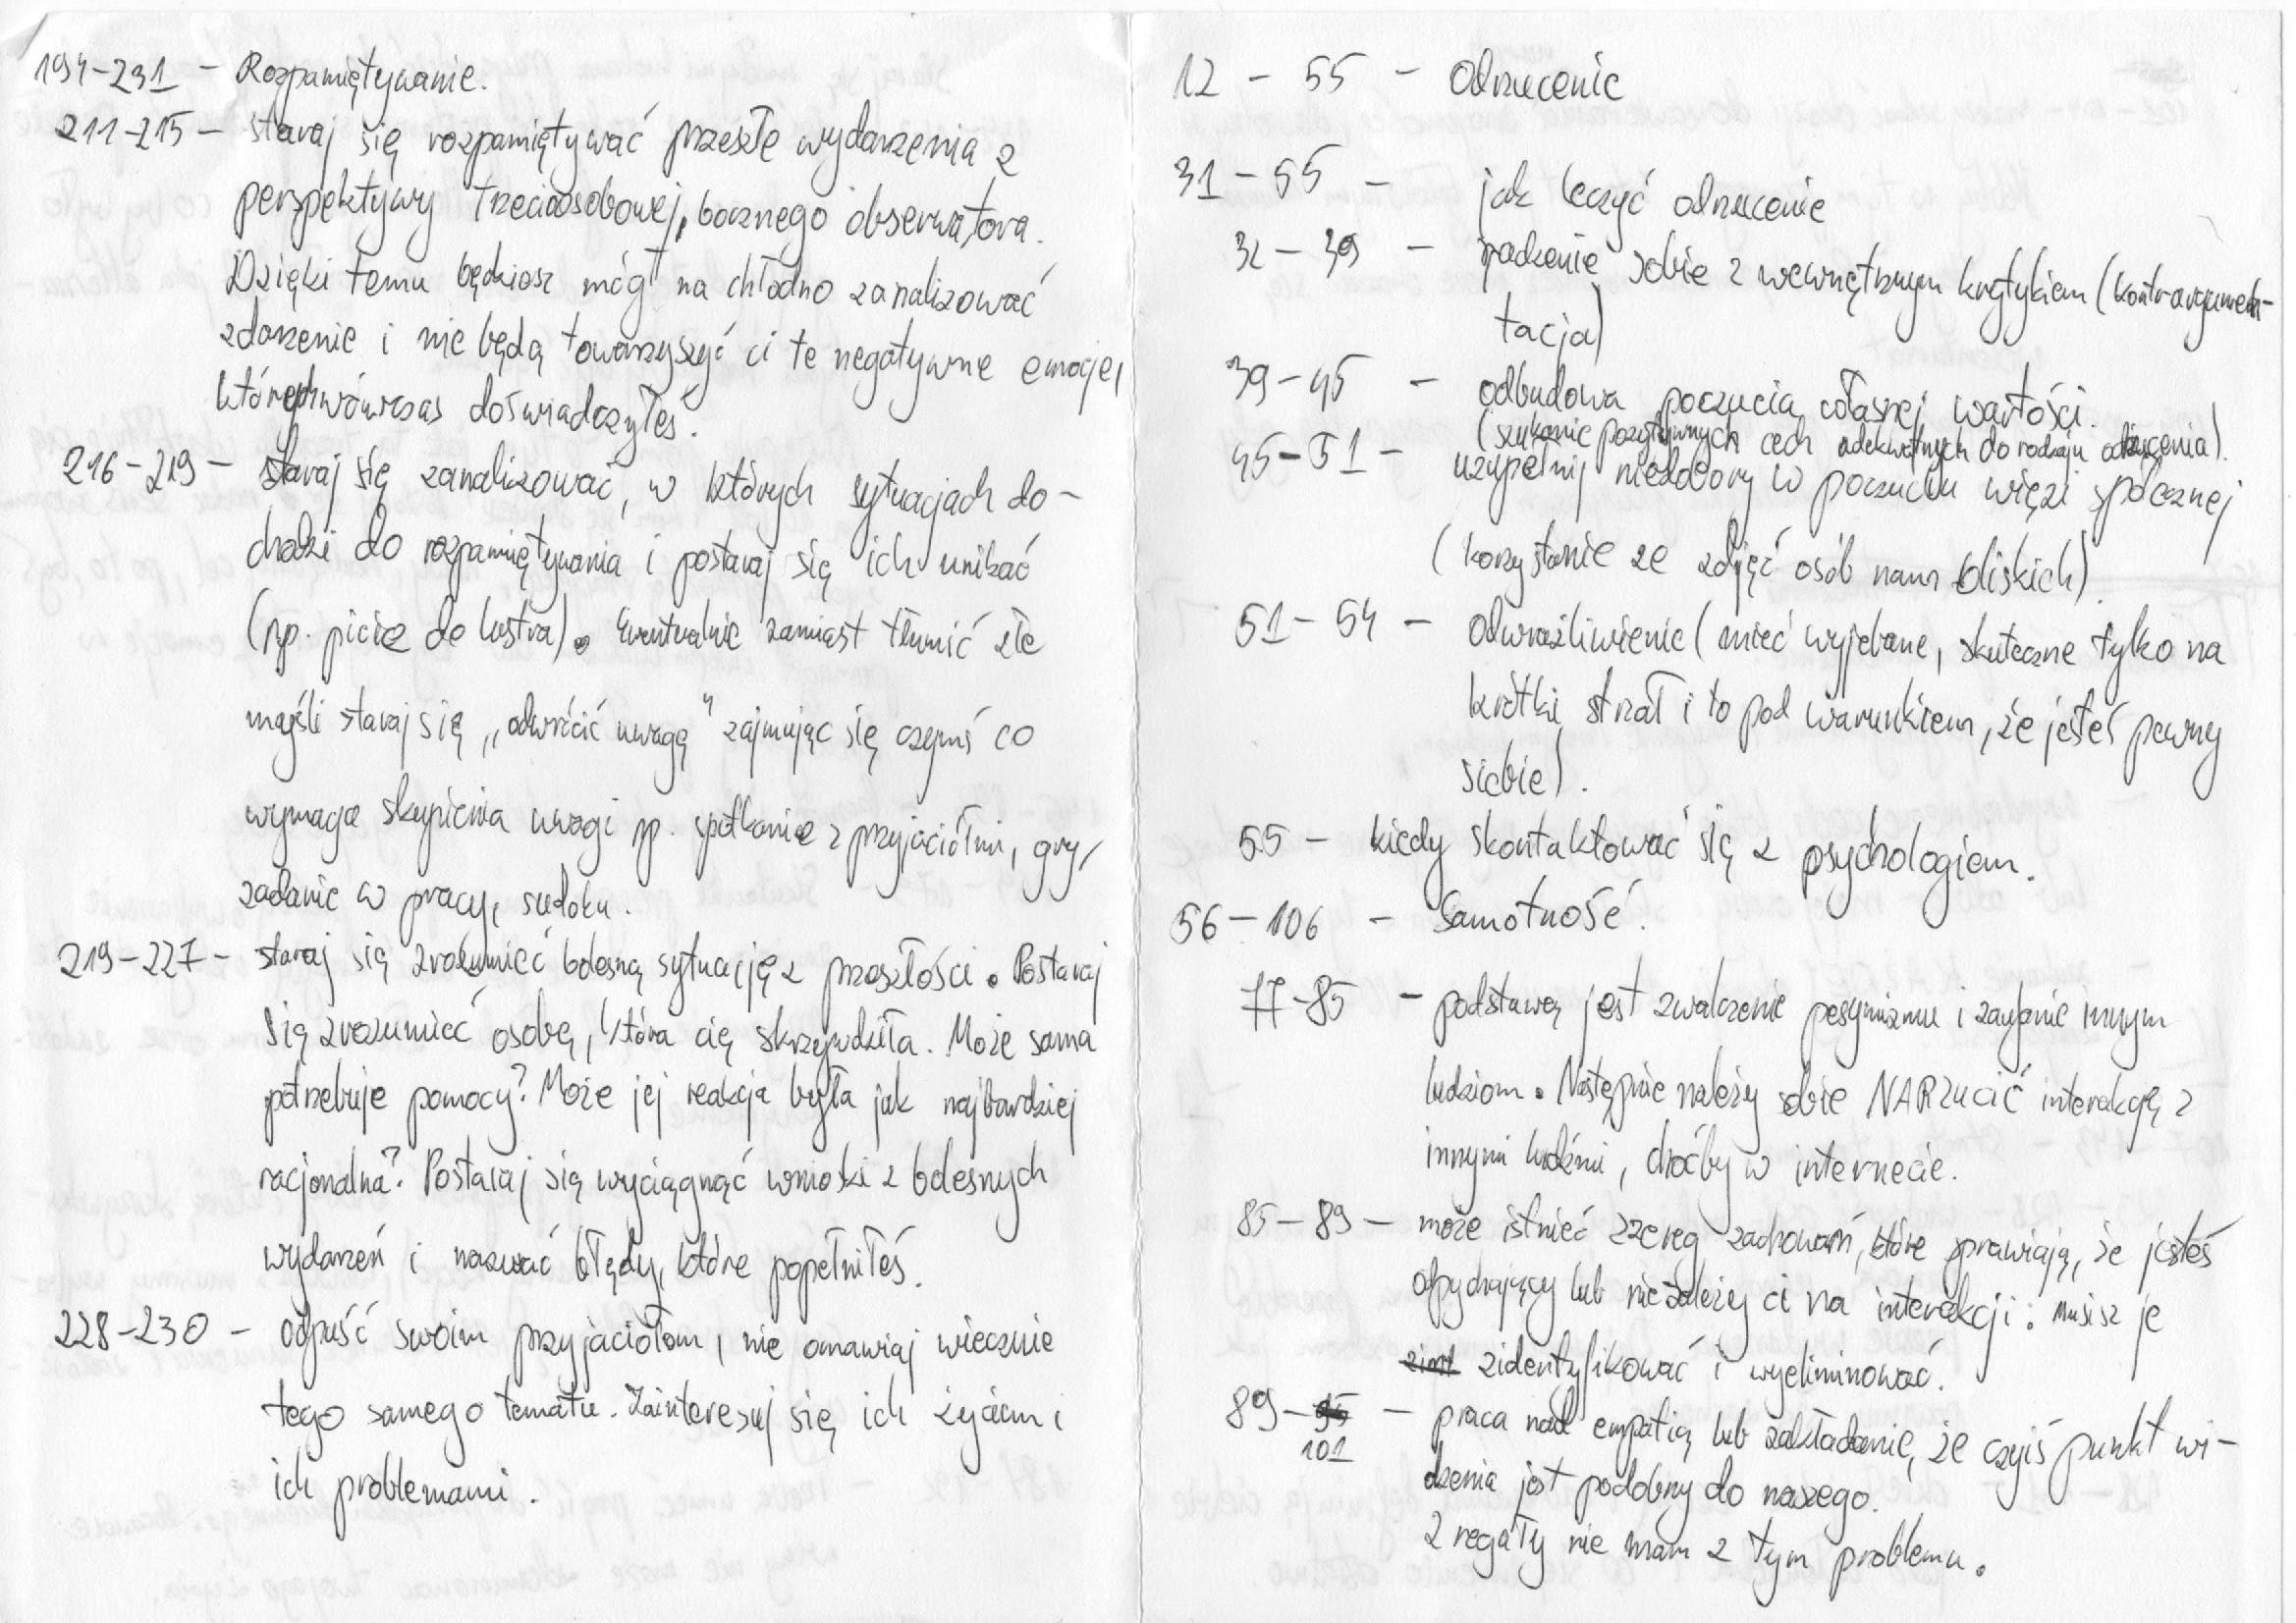 194-231 - Rozpamiętywanie.
211-215 - staraj się rozpamiętywać przeszłe wydarzenia z
perspektywy trzecioosobowej, bocznego obserwatora.
Dzięki temu będziesz mógł na chłodno zanalizować
zdarzenie i nie będą towarzyszyć ci te negatywne emocje,
których wówczas doświadczyłeś.
216-219 - staraj się zanalizować, w których sytuacjach do-
chodzi do rozpamiętywania i postaraj się ich unikać
(np. picie do lustra). Ewentualnie zamiast tłumić złe
myśli staraj się „odwrócić uwagę" zajmując się czymś co
wymaga skupienia uwagi np. spotkanie z przyjaciółmi, gry,
zadanie w pracy, sudoku.
219-227 - staraj się zrozumieć bolesną sytuację z przeszłości. Postaraj
się zrozumieć osobę, która cię skrzywdziła. Może sama
potrzebuje pomocy? Może jej reakcja była jak najbardziej
racjonalna? Postaraj się wyciągnąć wnioski z bolesnych
wydarzeń i nazwać błędy, które popełniłeś.
228-230 - odpuść swoim przyjaciołom, nie omawiaj wiecznie
tego samego tematu. Zainteresuj się ich życiem i
ich problemami.
12 - 55 - Odrzucenie
31 - 55 - jak leczyć odrzucenie
32 - 39 - radzenie sobie z wewnętrznym krytykiem (kontrargumen-
tacja)
39-45 - odbudowa poczucia własnej wartości.
(szukanie pozytywnych cech adekwatnych do rodzaju odrzucenia).
45-51 - uzupełnij niedobory w poczuciu więzi społecznej
(korzystanie ze zdjęć osób nam bliskich).
51 - 54 - Odwrażliwienie (mieć wyjebane, skuteczne tylko na
krótki strzał i to pod warunkiem, że jesteś pewny
siebie).
55 - kiedy skontaktować się z psychologiem.
56 - 106 - Samotność.
77-85 - podstawą jest zwalczenie pesymizmu i zaufanie innym
ludziom. Następnie należy sobie NARZUCIĆ interakcję z
innymi ludźmi, choćby w internecie.
85-89 - może istnieć szereg zachowań, które sprawiają, że jesteś
odpychający lub nie zależy ci na interakcji: musisz je
zidentyfikować i wyeliminować.
89-101 - praca nad empatią lub zakładanie, że czyiś punkt wi-
dzenia jest podobny do naszego.
Z reguły nie mam z tym problemu.